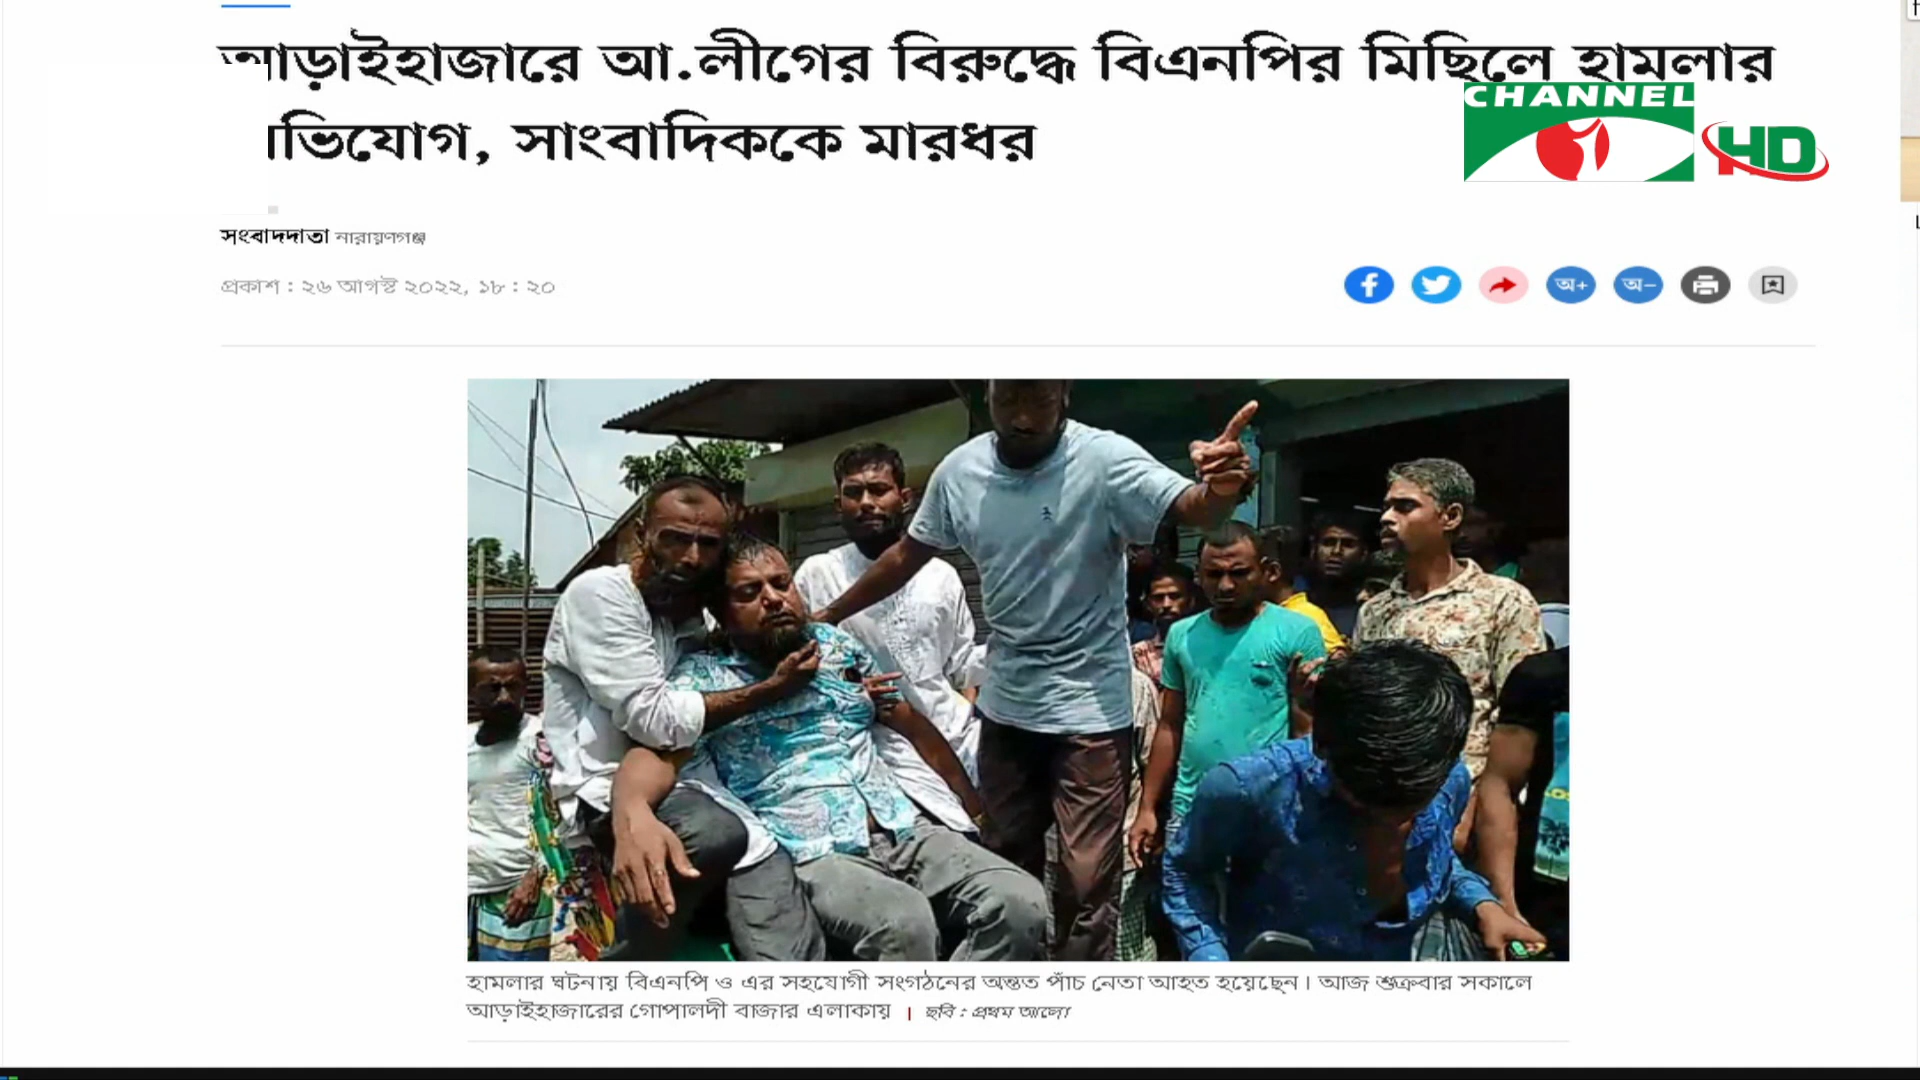 আড়াইহাজারে আ.লীগের বিরুদ্ধে বিএনপির মিছিলে হামলার
ভিযোগ, সাংবাদিককে মারধর
CHANNEL
HD
সংবাদদাতা নারায়ণগঞ্জ
প্রকাশ : ২৬ আগস্ট ২০২২, ১৮ : ২০
অ+ অ−
হামলার ঘটনায় বিএনপি ও এর সহযোগী সংগঠনের অন্তত পাঁচ নেতা আহত হয়েছেন। আজ শুক্রবার সকালে
আড়াইহাজারের গোপালদী বাজার এলাকায় | ছবি : প্রথম আলো